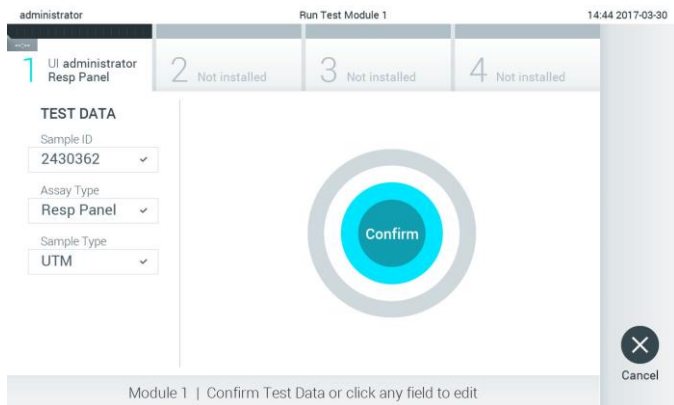 administrator
Run Test Module 1
14:44 2017-03-30
--:--
1 UI administrator
Resp Panel
2 Not installed
3 Not installed
4 Not installed
TEST DATA
Sample ID
2430362
Assay Type
Resp Panel
Sample Type
UTM
Confirm
Cancel
Module 1 | Confirm Test Data or click any field to edit